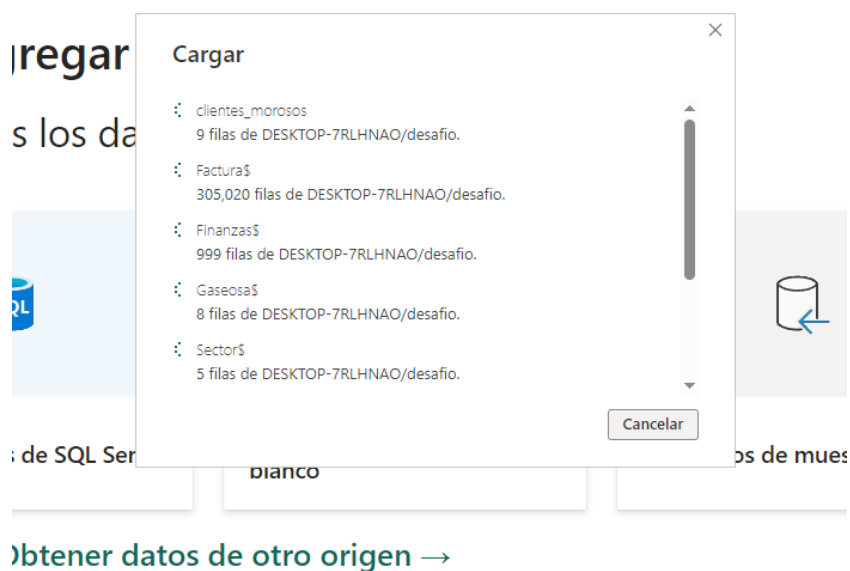 regar
s los da
Cargar
clientes_morosos
9 filas de DESKTOP-7RLHNAO/desafio.
Factura$
305,020 filas de DESKTOP-7RLHNAO/desafio.
Finanzas$
999 filas de DESKTOP-7RLHNAO/desafio.
Gaseosa$
8 filas de DESKTOP-7RLHNAO/desafio.
Sector$
5 filas de DESKTOP-7RLHNAO/desafio.
Cancelar
QL
s de SQL Ser
blanco
os de mues
Obtener datos de otro origen →